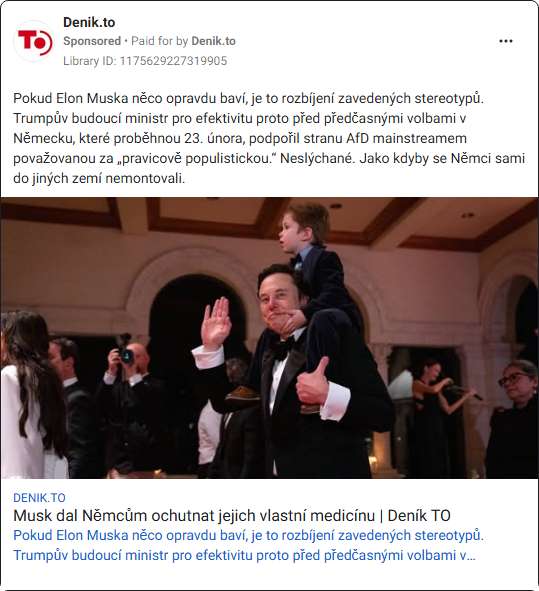 Denik.to
Sponsored • Paid for by Denik.to
Library ID: 1175629227319905
TO
Pokud Elon Muska něco opravdu baví, je to rozbíjení zavedených stereotypů.
Trumpův budoucí ministr pro efektivitu proto před předčasnými volbami v
Německu, které proběhnou 23. února, podpořil stranu AfD mainstreamem
považovanou za „pravicově populistickou.“ Neslýchané. Jako kdyby se Němci sami
do jiných zemí nemontovali.
DENIK.TO
Musk dal Němcům ochutnat jejich vlastní medicínu | Deník TO
Pokud Elon Muska něco opravdu baví, je to rozbíjení zavedených stereotypů.
Trumpův budoucí ministr pro efektivitu proto před předčasnými volbami v...